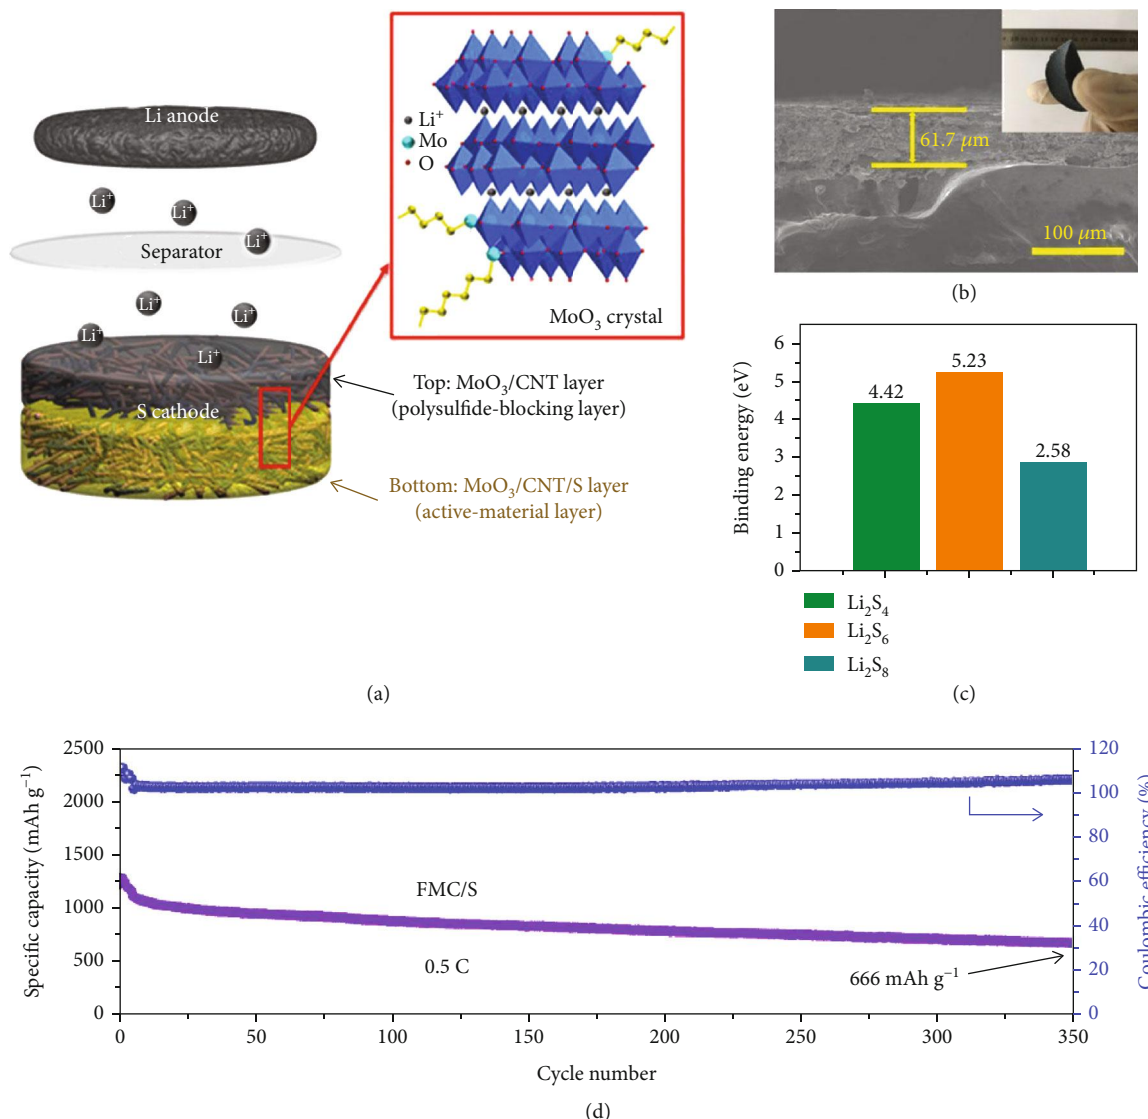 Li anode
Li⁺
Li⁺
Li⁺
Separator
Li⁺
Li⁺
Li⁺
Li⁺
S cathode
Li⁺
Mo
O
MoO₃ crystal
Top: MoO₃/CNT layer
(polysulfide-blocking layer)
Bottom: MoO₃/CNT/S layer
(active-material layer)
(a)
61.7 μm
100 μm
(b)
Binding energy (eV)
6
5
4
3
2
1
0
4.42
5.23
2.58
Li₂S₄
Li₂S₆
Li₂S₈
(c)
Specific capacity (mAh g⁻¹)
2500
2000
1500
1000
500
0
FMC/S
0.5 C
666 mAh g⁻¹
120
100
80
60
40
20
0
Coulombic efficiency (%)
0
50
100
150
200
250
300
350
Cycle number
(d)